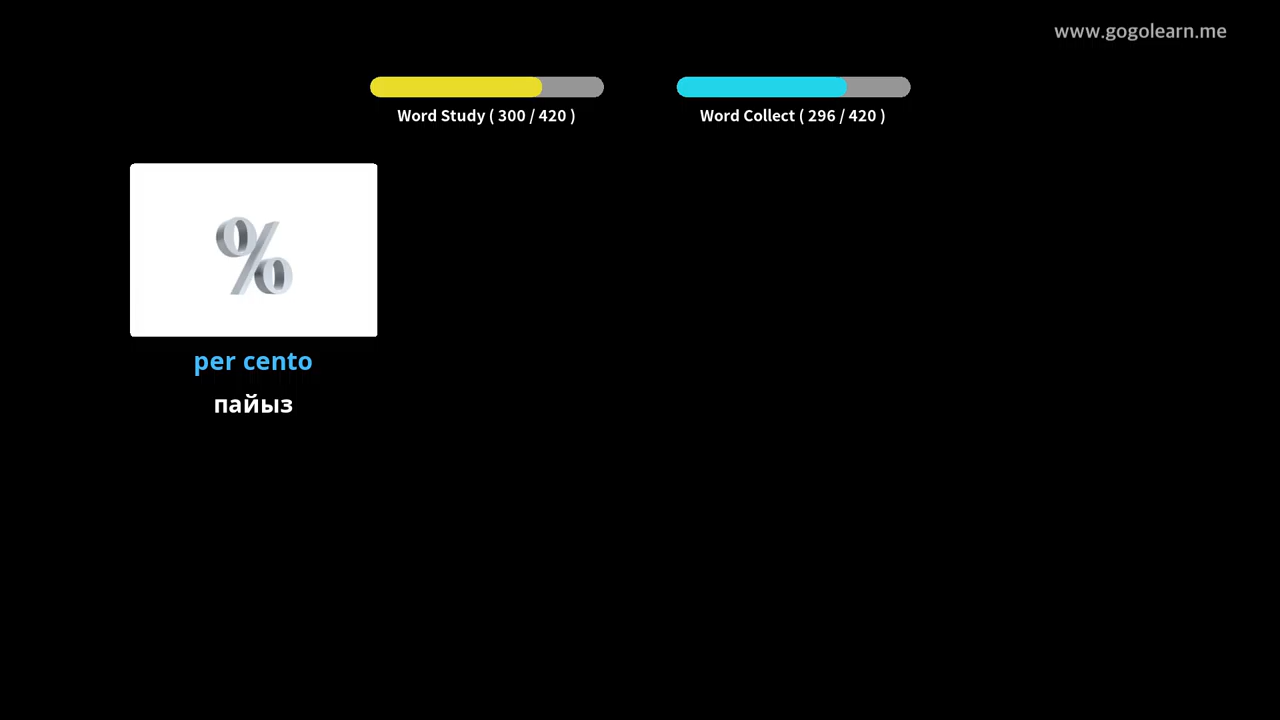 www.gogolearn.me
Word Study ( 300 / 420 )
Word Collect ( 296 / 420 )
%
per cento
пайыз